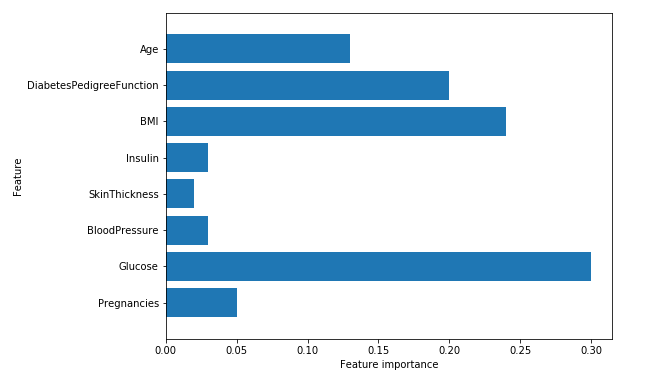 Age
DiabetesPedigreeFunction
BMI
Insulin
SkinThickness
BloodPressure
Glucose
Pregnancies
Feature
0.00 0.05 0.10 0.15 0.20 0.25 0.30
Feature importance